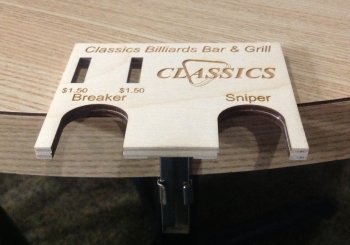 Classics Billiards Bar & Grill
CLASSICS
$1.50 $1.50
Breaker Sniper